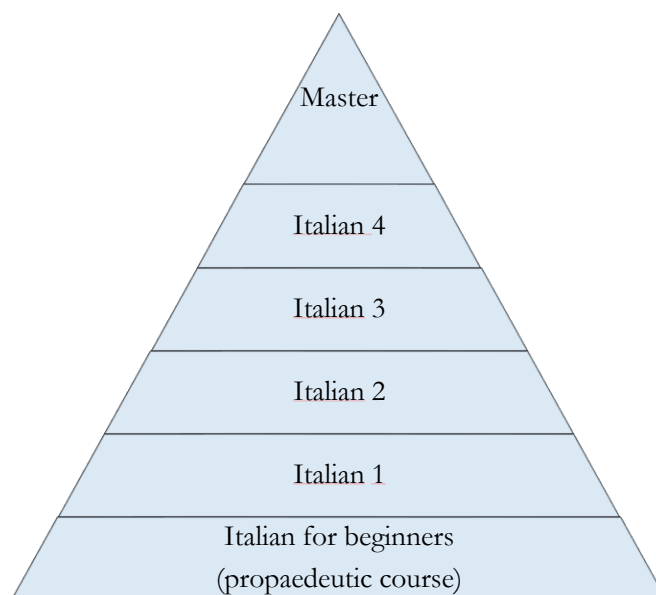 Master
Italian 4
Italian 3
Italian 2
Italian 1
Italian for beginners
(propaedeutic course)